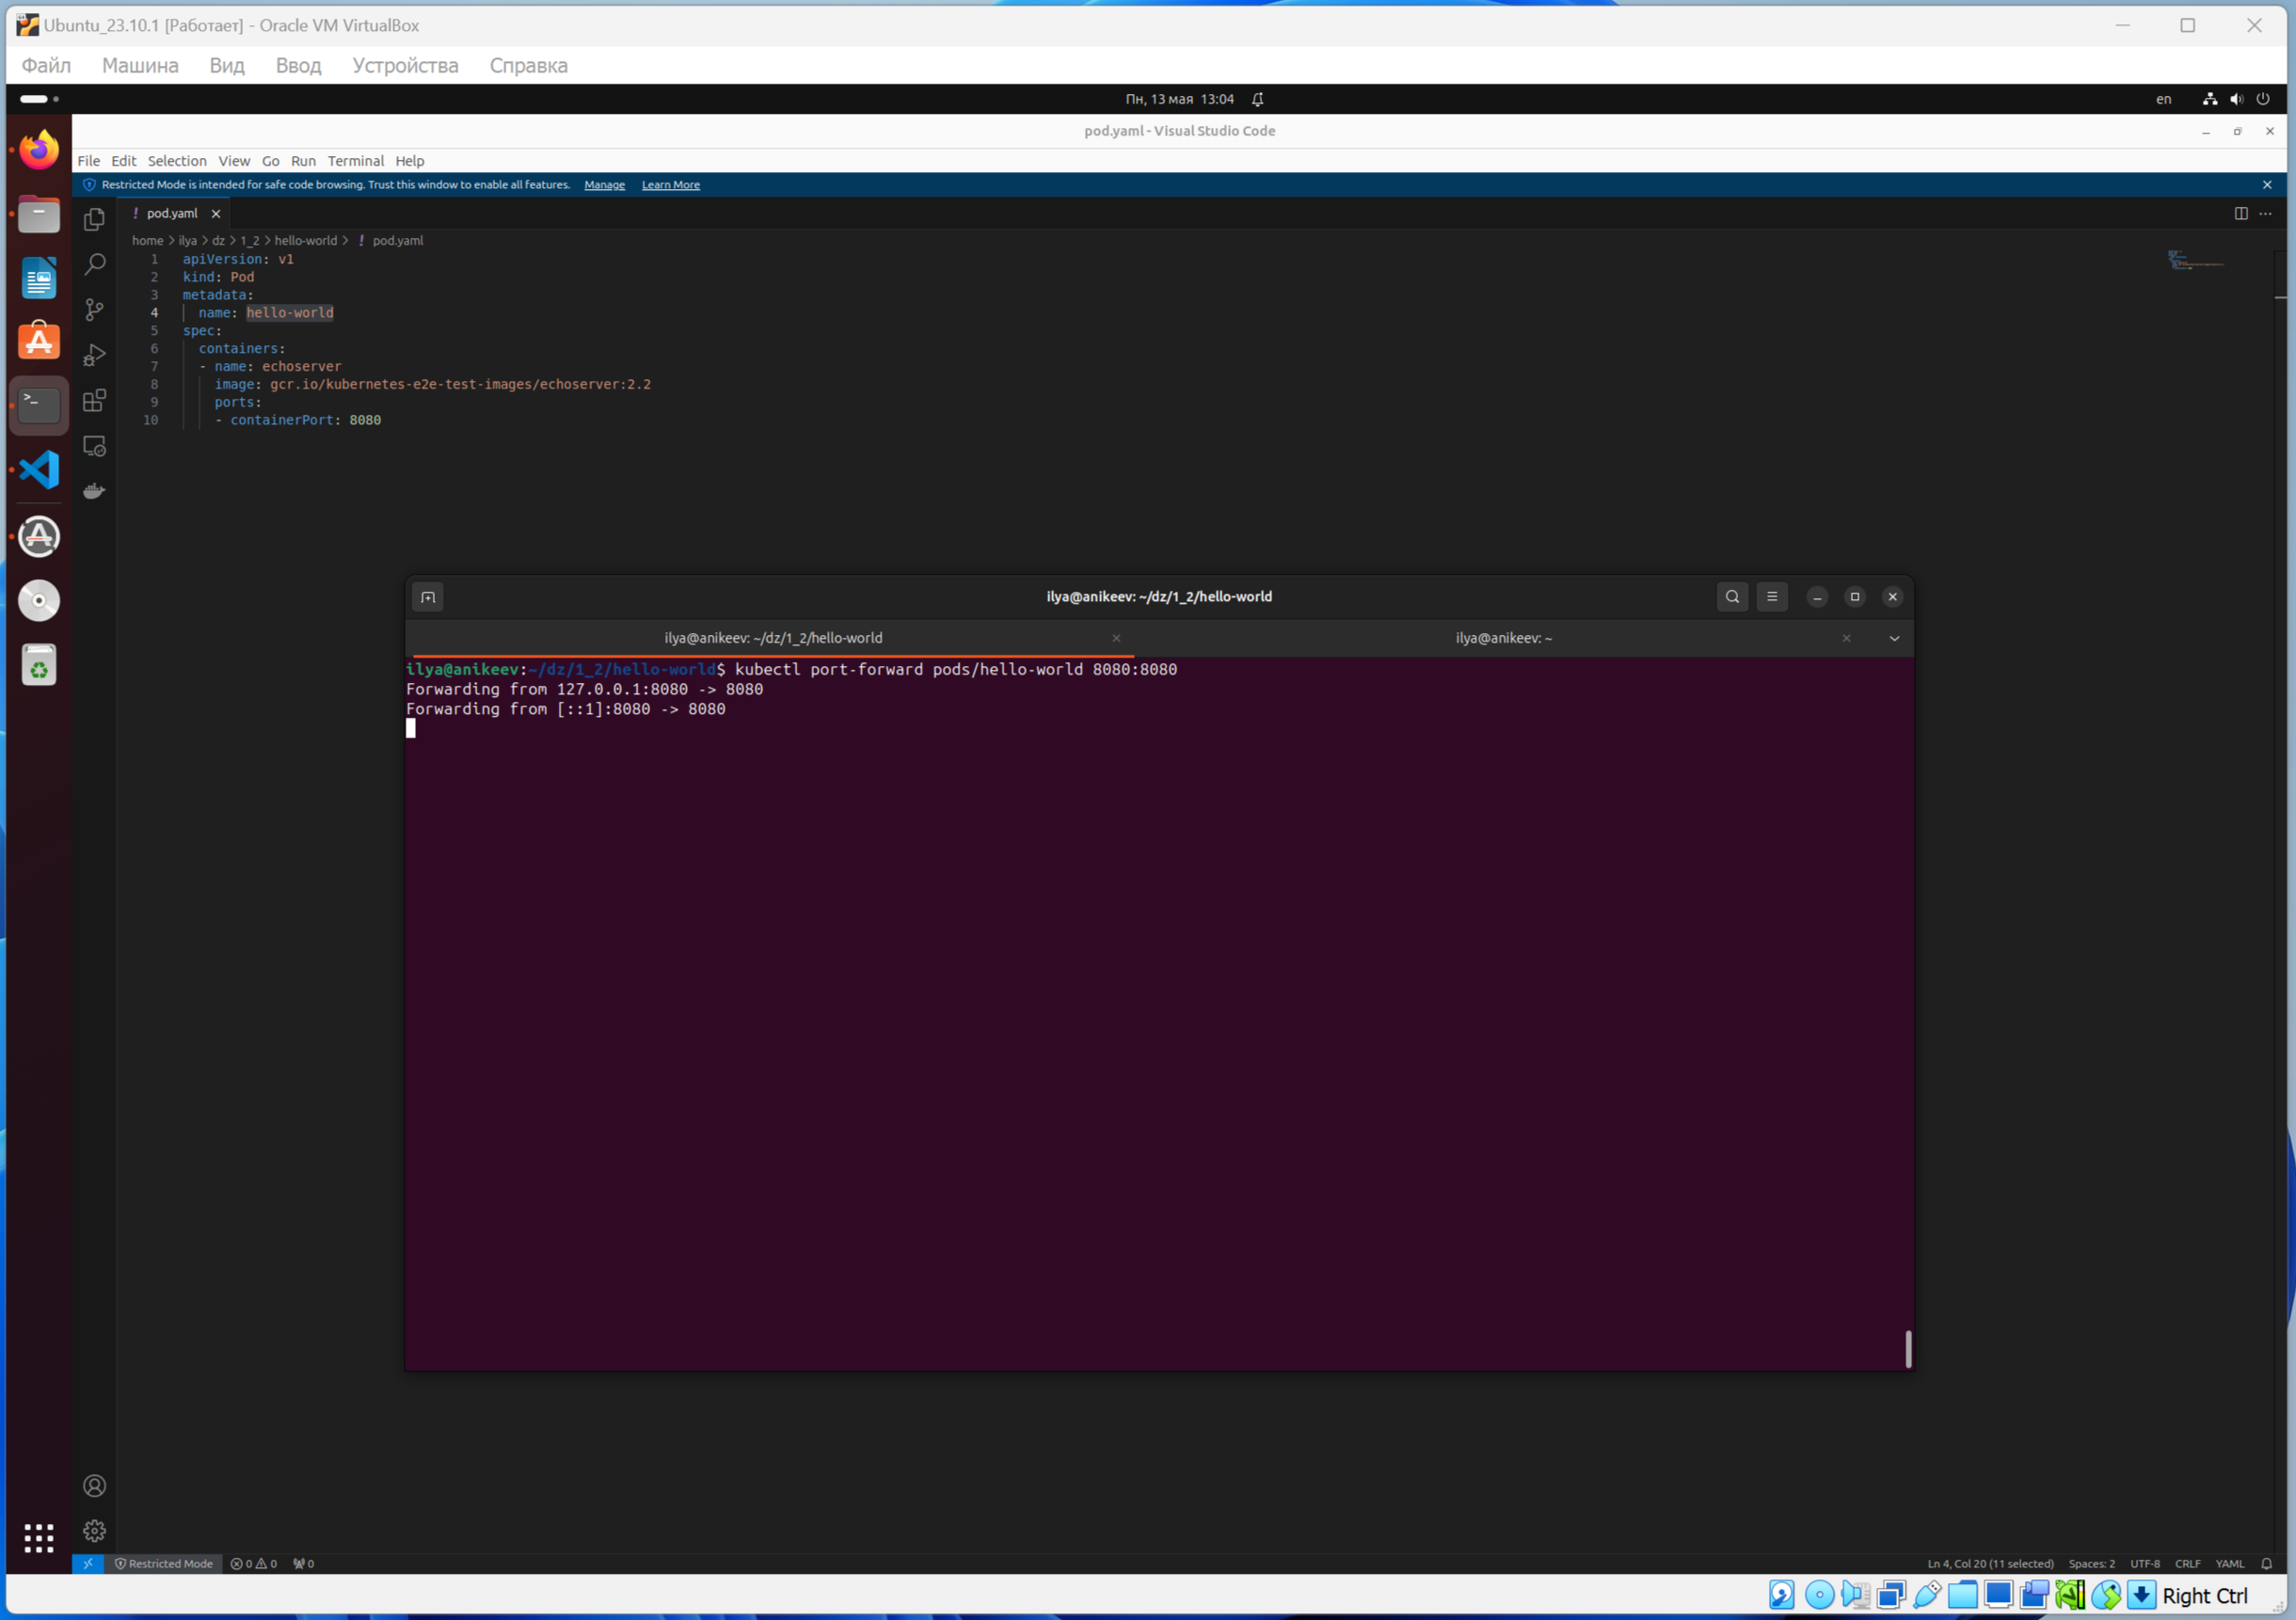 Ubuntu_23.10.1 [Работает] - Oracle VM VirtualBox
Файл Машина Вид Ввод Устройства Справка
Пн, 13 мая 13:04
en
pod.yaml - Visual Studio Code
File Edit Selection View Go Run Terminal Help
Restricted Mode is intended for safe code browsing. Trust this window to enable all features. Manage Learn More
! pod.yaml
home > ilya > dz > 1_2 > hello-world > ! pod.yaml
1 apiVersion: v1
2 kind: Pod
3 metadata:
4 name: hello-world
5 spec:
6 containers:
7 - name: echoserver
8 image: gcr.io/kubernetes-e2e-test-images/echoserver:2.2
9 ports:
10 - containerPort: 8080
ilya@anikeev: ~/dz/1_2/hello-world
ilya@anikeev: ~/dz/1_2/hello-world
ilya@anikeev: ~
ilya@anikeev:~/dz/1_2/hello-world$ kubectl port-forward pods/hello-world 8080:8080
Forwarding from 127.0.0.1:8080 -> 8080
Forwarding from [::1]:8080 -> 8080
Restricted Mode 0 0 0
Ln 4, Col 20 (11 selected) Spaces: 2 UTF-8 CRLF YAML
Right Ctrl